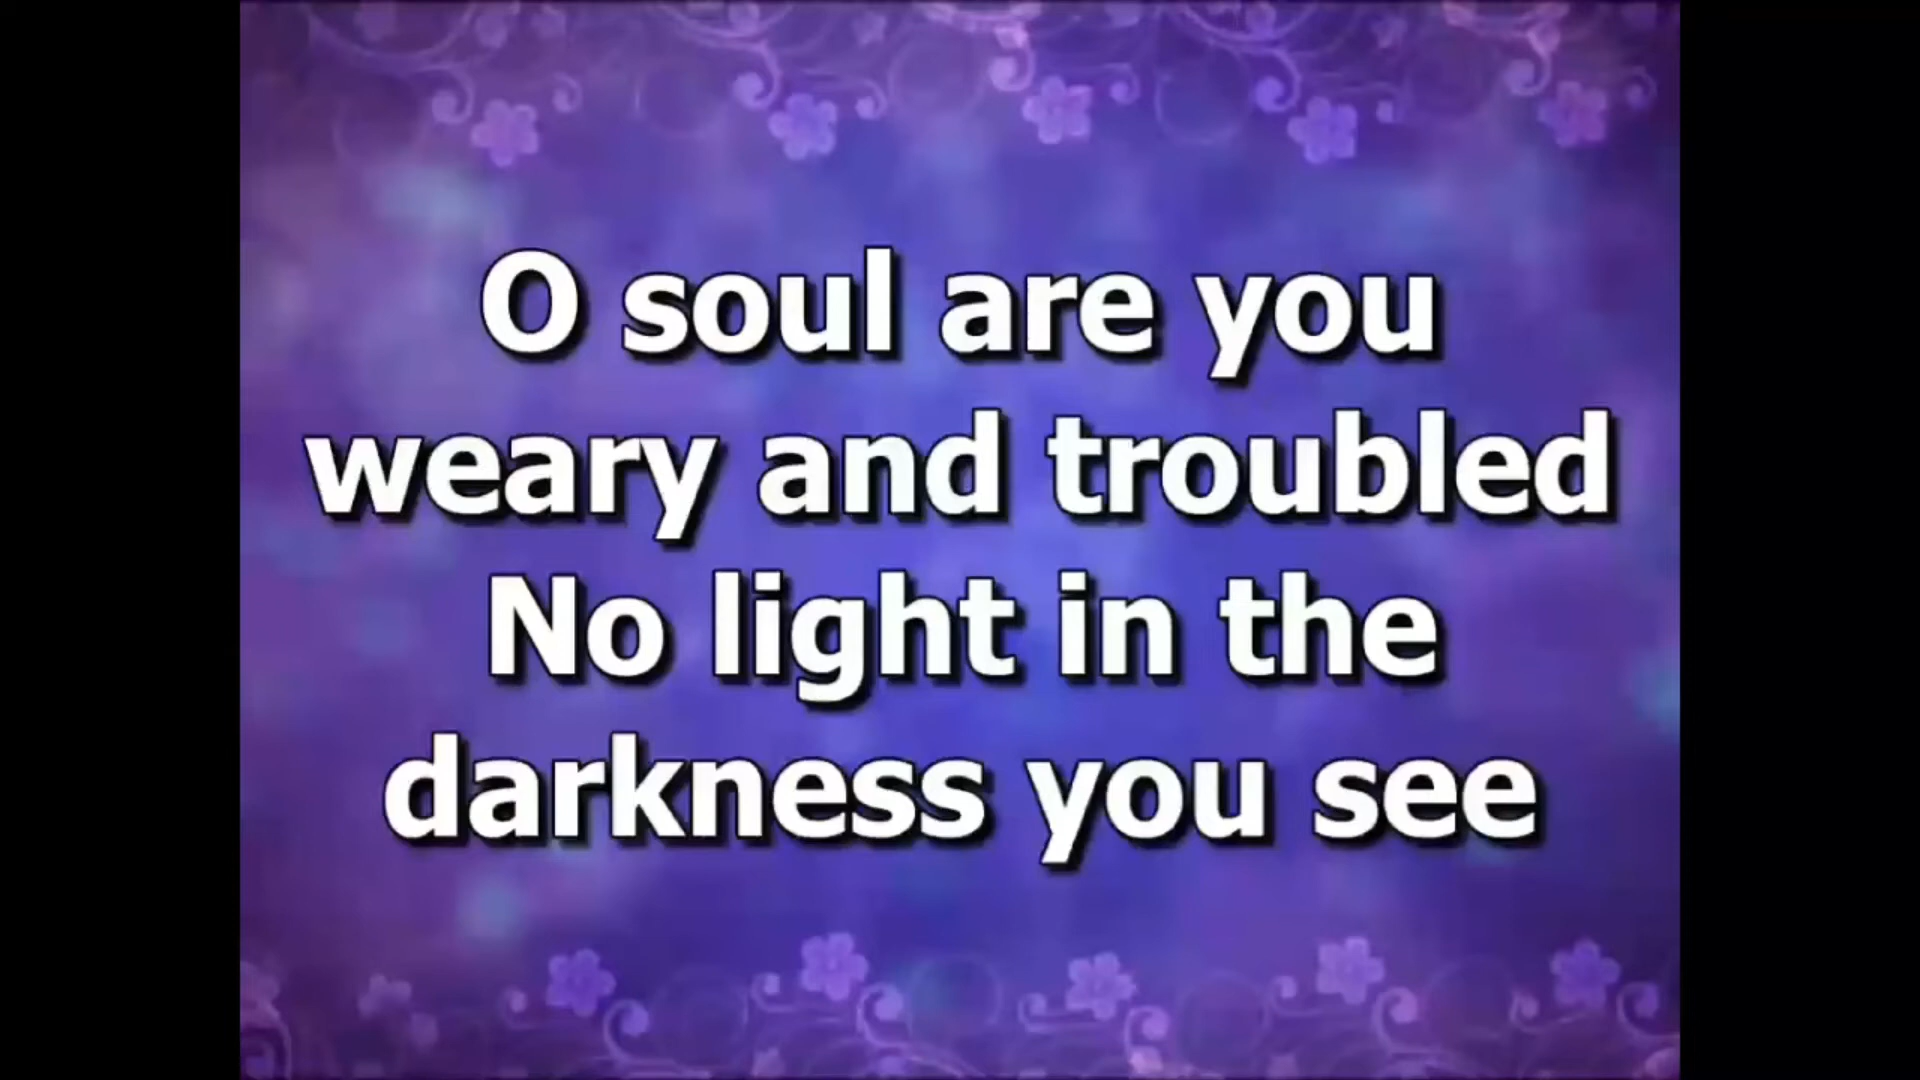 O soul are you
weary and troubled
No light in the
darkness you see